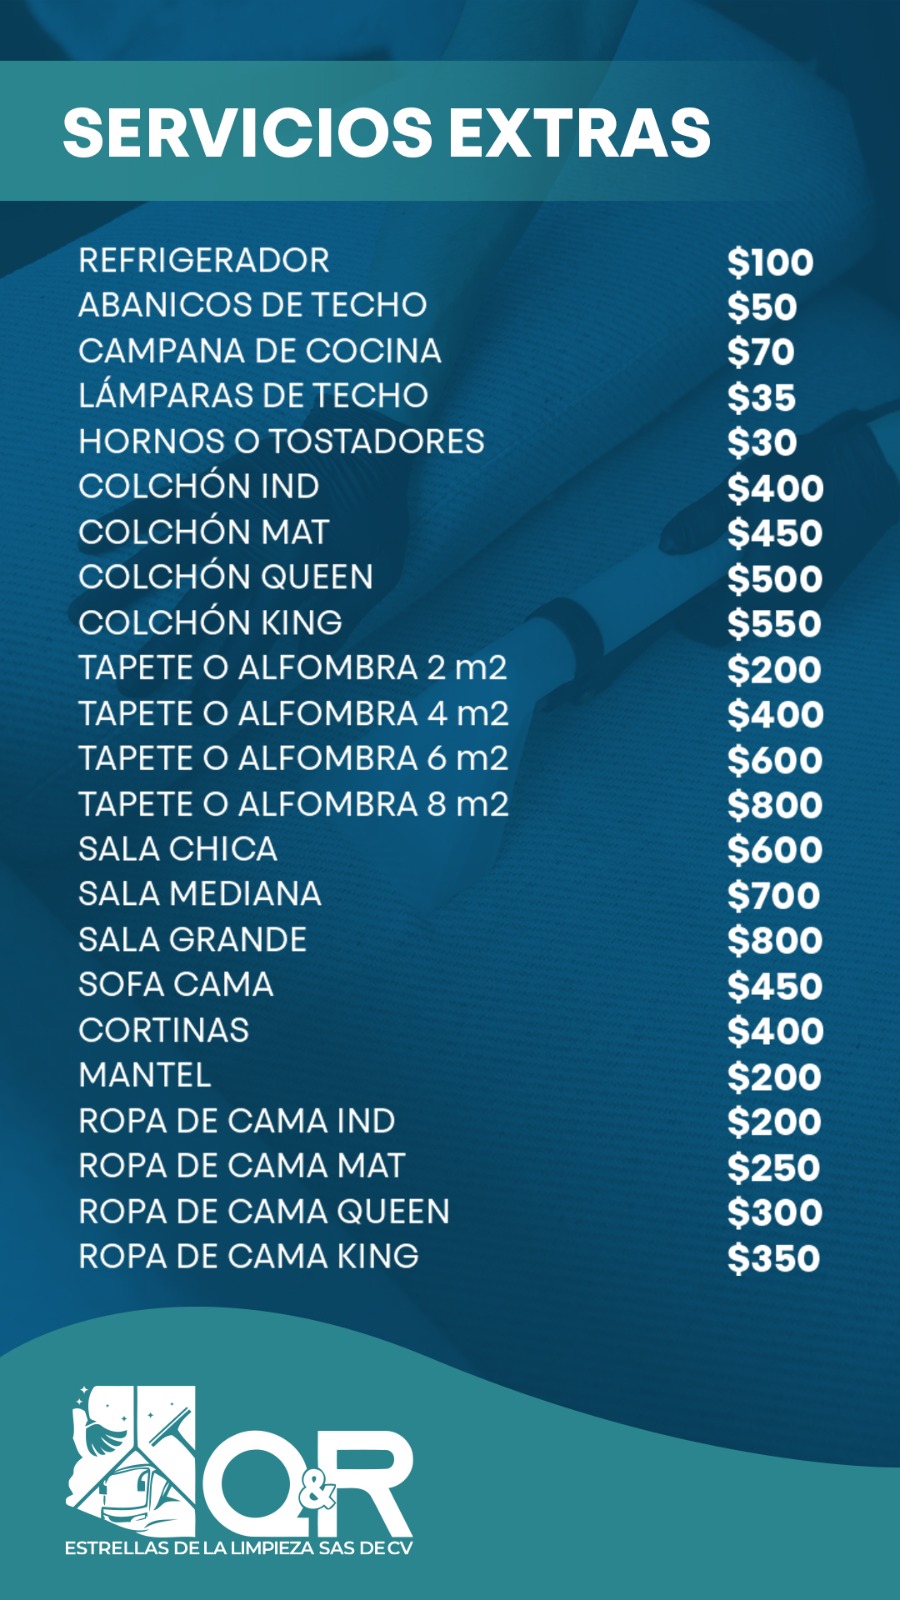 SERVICIOS EXTRAS
REFRIGERADOR $100
ABANICOS DE TECHO $50
CAMPANA DE COCINA $70
LÁMPARAS DE TECHO $35
HORNOS O TOSTADORES $30
COLCHÓN IND $400
COLCHÓN MAT $450
COLCHÓN QUEEN $500
COLCHÓN KING $550
TAPETE O ALFOMBRA 2 m2 $200
TAPETE O ALFOMBRA 4 m2 $400
TAPETE O ALFOMBRA 6 m2 $600
TAPETE O ALFOMBRA 8 m2 $800
SALA CHICA $600
SALA MEDIANA $700
SALA GRANDE $800
SOFA CAMA $450
CORTINAS $400
MANTEL $200
ROPA DE CAMA IND $200
ROPA DE CAMA MAT $250
ROPA DE CAMA QUEEN $300
ROPA DE CAMA KING $350
Q&R
ESTRELLAS DE LA LIMPIEZA SAS DE CV